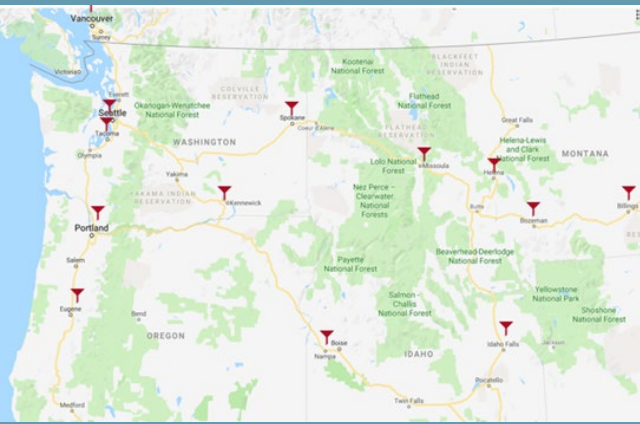 Vancouver
Surrey
Victoria
Everett
Seattle
Tacoma
Olympia
Okanogan-Wenatchee
National Forest
COLVILLE
RESERVATION
Spokane
Coeur d'Alene
WASHINGTON
Yakima
YAKAMA INDIAN
RESERVATION
Kennewick
Portland
Salem
Eugene
Bend
OREGON
Medford
Kootenai
National Forest
BLACKFEET
INDIAN
RESERVATION
Flathead
National Forest
FLATHEAD
RESERVATION
Great Falls
Helena-Lewis
and Clark
National Forest
MONTANA
Lolo National
Forest
Missoula
Helena
Nez Perce -
Clearwater
National
Forests
Butte
Bozeman
Billings
Beaverhead-Deerlodge
National Forest
Payette
National Forest
Salmon-
Challis
National Forest
Yellowstone
National Park
Shoshone
National Forest
Boise
Nampa
IDAHO
Idaho Falls
Jackson
Pocatello
Twin Falls